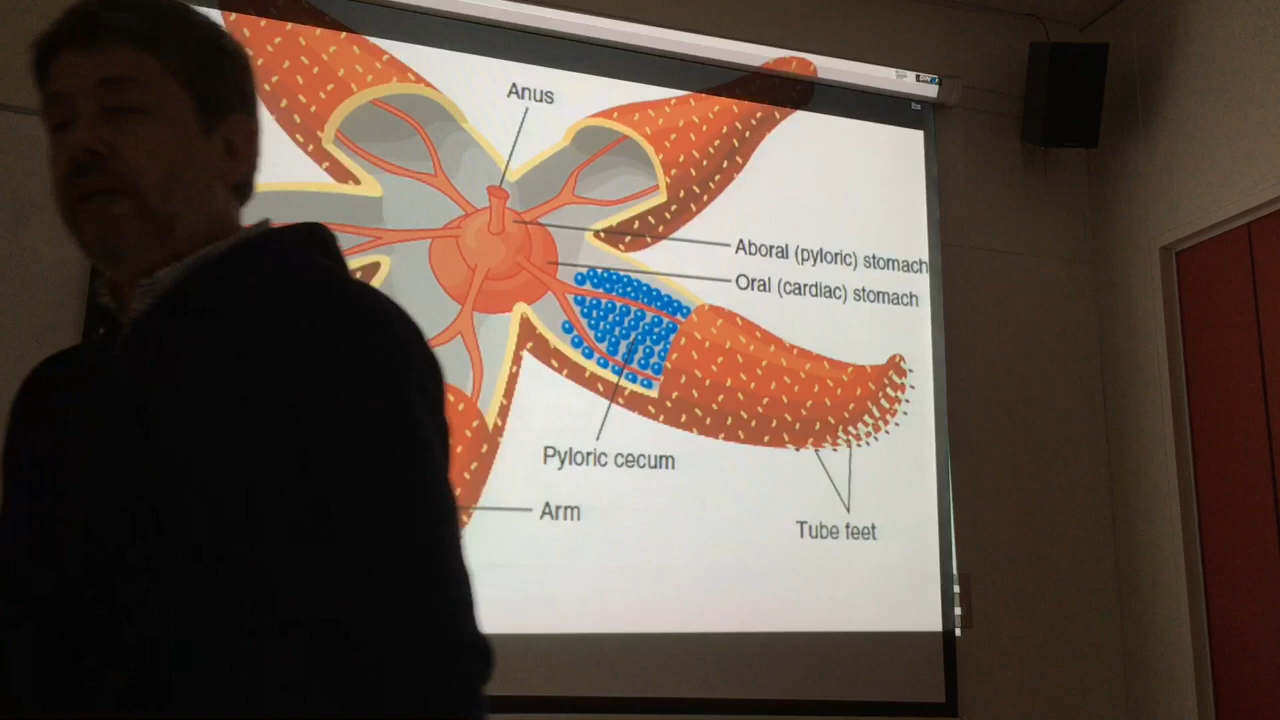 Anus
Aboral (pyloric) stomach
Oral (cardiac) stomach
Pyloric cecum
Arm
Tube feet